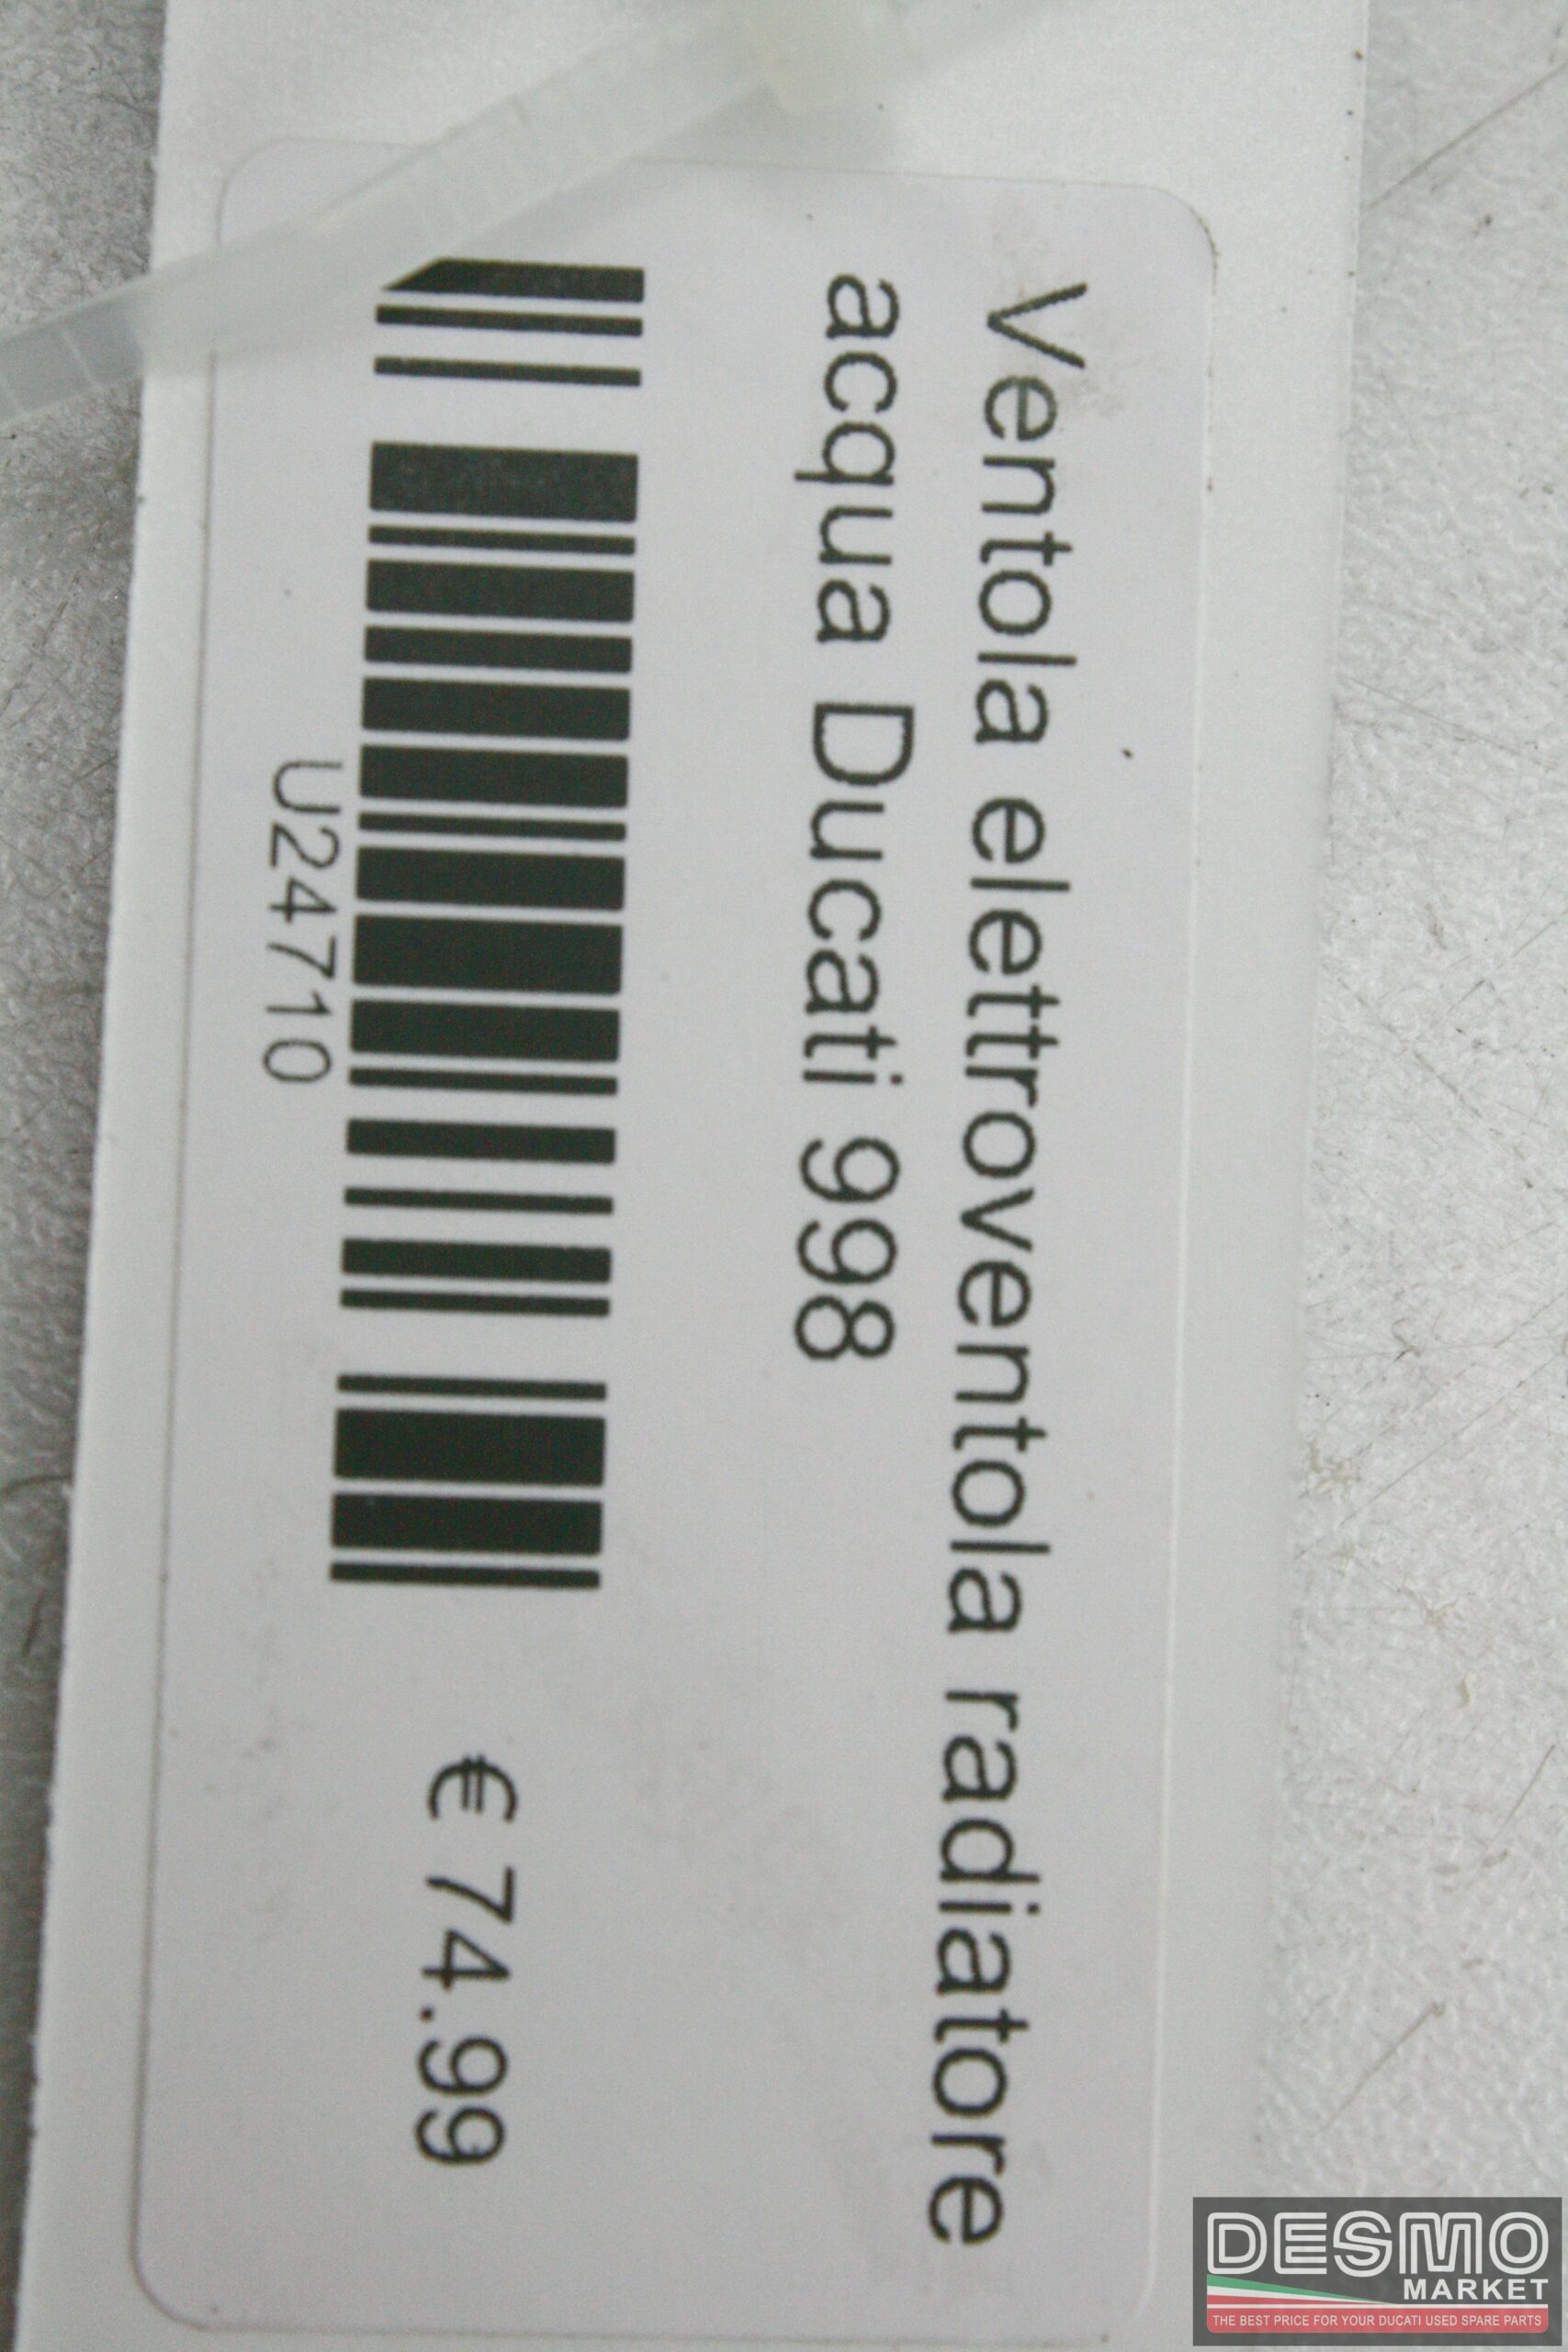 Ventola elettroventola radiatore
acqua Ducati 998
U24710
€ 74.99
DESMO
MARKET
THE BEST PRICE FOR YOUR DUCATI USED SPARE PARTS